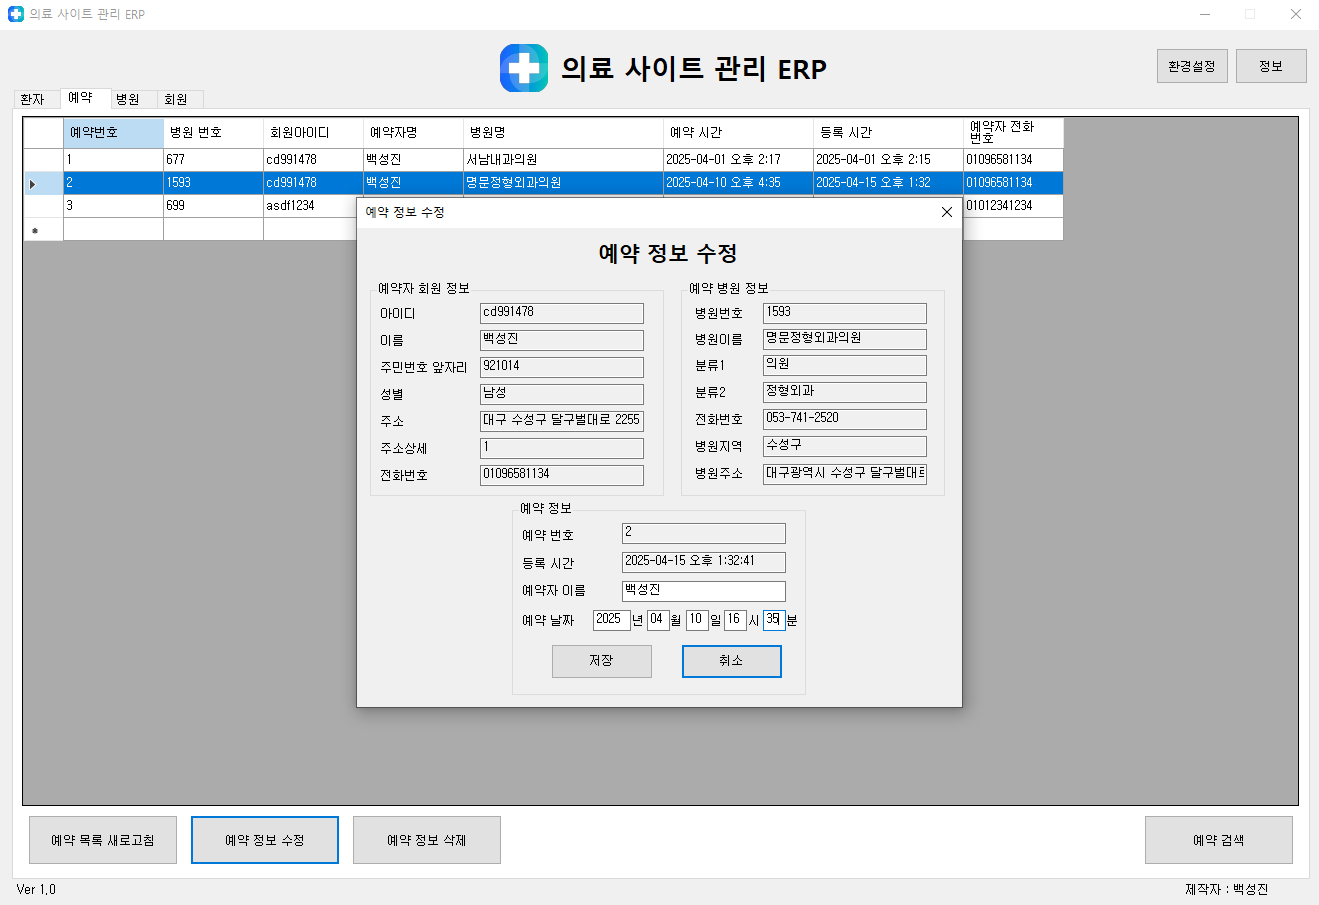 의료 사이트 관리 ERP
의료 사이트 관리 ERP
환경설정 정보
환자 예약 병원 회원
예약번호 병원 번호 회원아이디 예약자명 병원명 예약 시간 등록 시간 예약자 전화 번호
1 677 cd991478 백성진 서남내과의원 2025-04-01 오후 2:17 2025-04-01 오후 2:15 01096581134
2 1593 cd991478 백성진 명문정형외과의원 2025-04-10 오후 4:35 2025-04-15 오후 1:32 01096581134
3 699 asdf1234 01012341234
예약 정보 수정
예약 정보 수정
예약자 회원 정보
아이디 cd991478
이름 백성진
주민번호 앞자리 921014
성별 남성
주소 대구 수성구 달구벌대로 2255
주소상세 1
전화번호 01096581134
예약 병원 정보
병원번호 1593
병원이름 명문정형외과의원
분류1 의원
분류2 정형외과
전화번호 053-741-2520
병원지역 수성구
병원주소 대구광역시 수성구 달구벌대로
예약 정보
예약 번호 2
등록 시간 2025-04-15 오후 1:32:41
예약자 이름 백성진
예약 날짜 2025 년 04 월 10 일 16 시 35 분
저장 취소
예약 목록 새로고침 예약 정보 수정 예약 정보 삭제 예약 검색
Ver 1.0 제작자 : 백성진